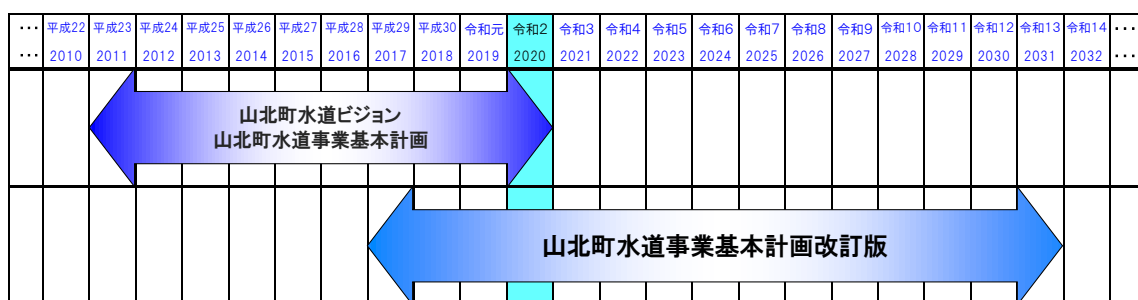 … 平成22 平成23 平成24 平成25 平成26 平成27 平成28 平成29 平成30 令和元 令和2 令和3 令和4 令和5 令和6 令和7 令和8 令和9 令和10 令和11 令和12 令和13 令和14 …
… 2010 2011 2012 2013 2014 2015 2016 2017 2018 2019 2020 2021 2022 2023 2024 2025 2026 2027 2028 2029 2030 2031 2032 …
山北町水道ビジョン
山北町水道事業基本計画
山北町水道事業基本計画改訂版